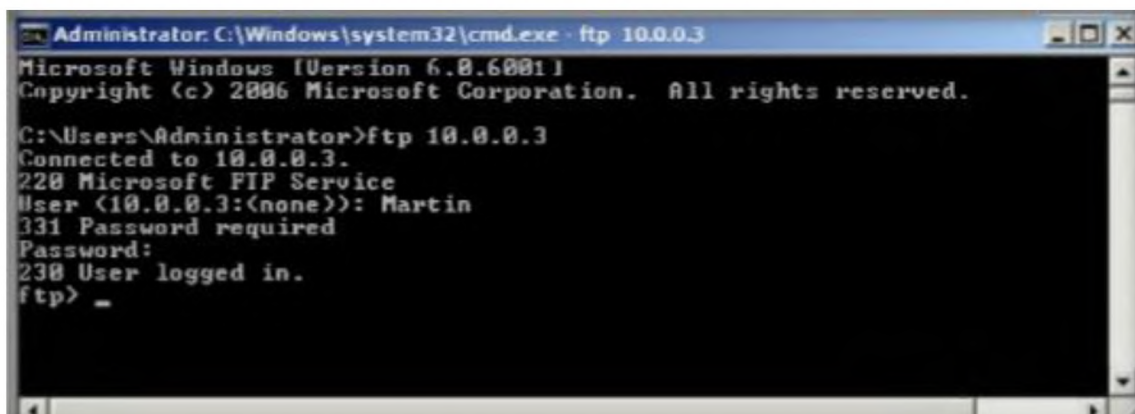 Administrator: C:\Windows\system32\cmd.exe - ftp 10.0.0.3
Microsoft Windows [Version 6.0.6001]
Copyright (c) 2006 Microsoft Corporation.  All rights reserved.
C:\Users\Administrator>ftp 10.0.0.3
Connected to 10.0.0.3.
220 Microsoft FTP Service
User (10.0.0.3:(none)): Martin
331 Password required
Password:
230 User logged in.
ftp> _